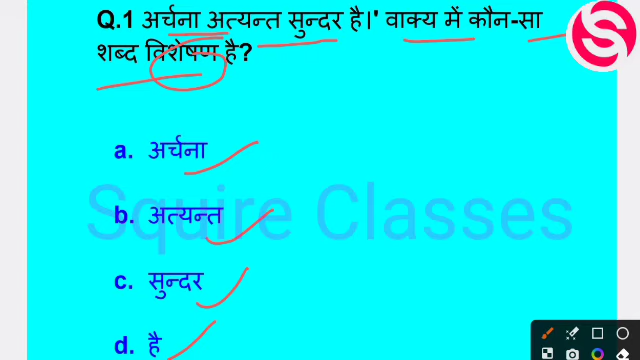 Q.1 अर्चना अत्यन्त सुन्दर है।' वाक्य में कौन-सा
शब्द विशेषण है?
a. अर्चना
b. अत्यन्त
Squire Classes
c. सुन्दर
d. है